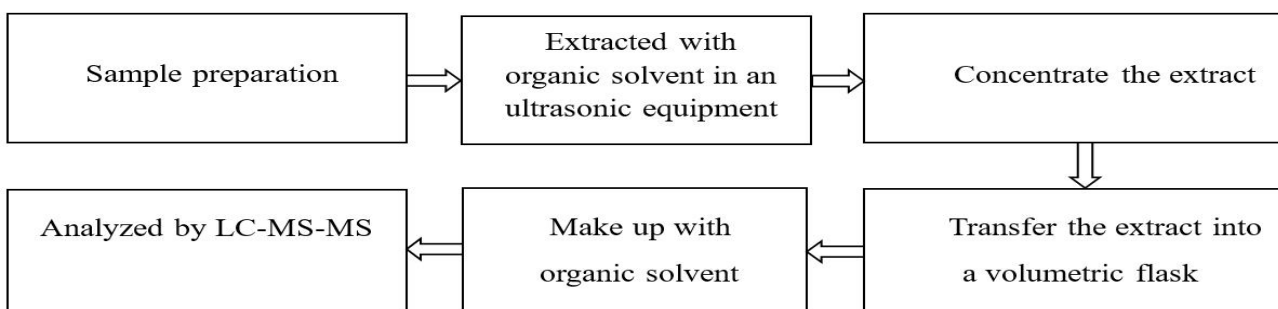 Sample preparation
Extracted with
organic solvent in an
ultrasonic equipment
Concentrate the extract
Transfer the extract into
a volumetric flask
Make up with
organic solvent
Analyzed by LC-MS-MS